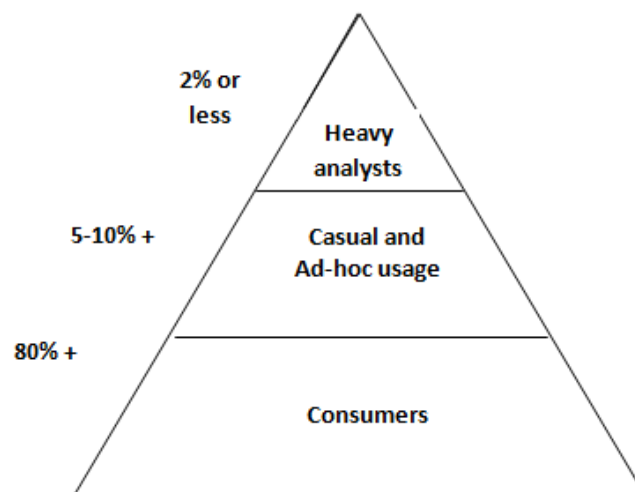 2% or
less
Heavy
analysts
5-10% +
Casual and
Ad-hoc usage
80% +
Consumers